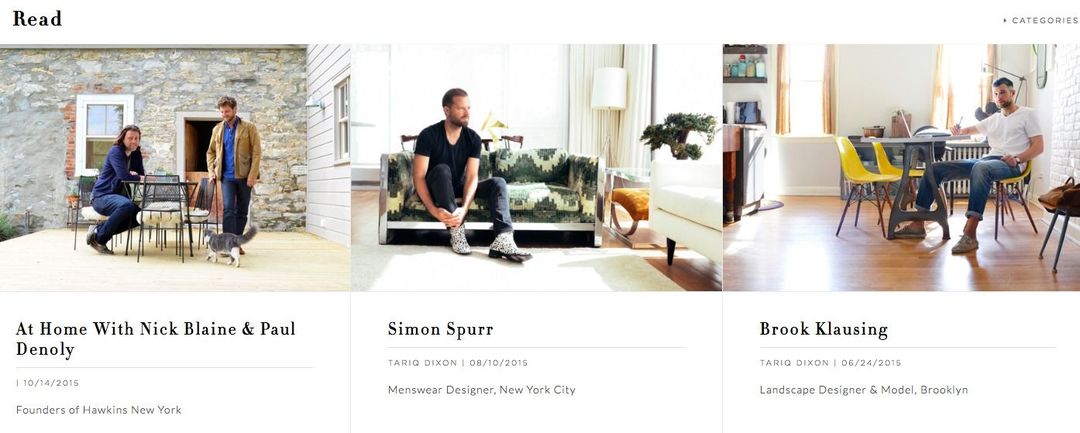 Read
CATEGORIES
At Home With Nick Blaine & Paul
Denoly
| 10/14/2015
Founders of Hawkins New York
Simon Spurr
TARIQ DIXON | 08/10/2015
Menswear Designer, New York City
Brook Klausing
TARIQ DIXON | 06/24/2015
Landscape Designer & Model, Brooklyn